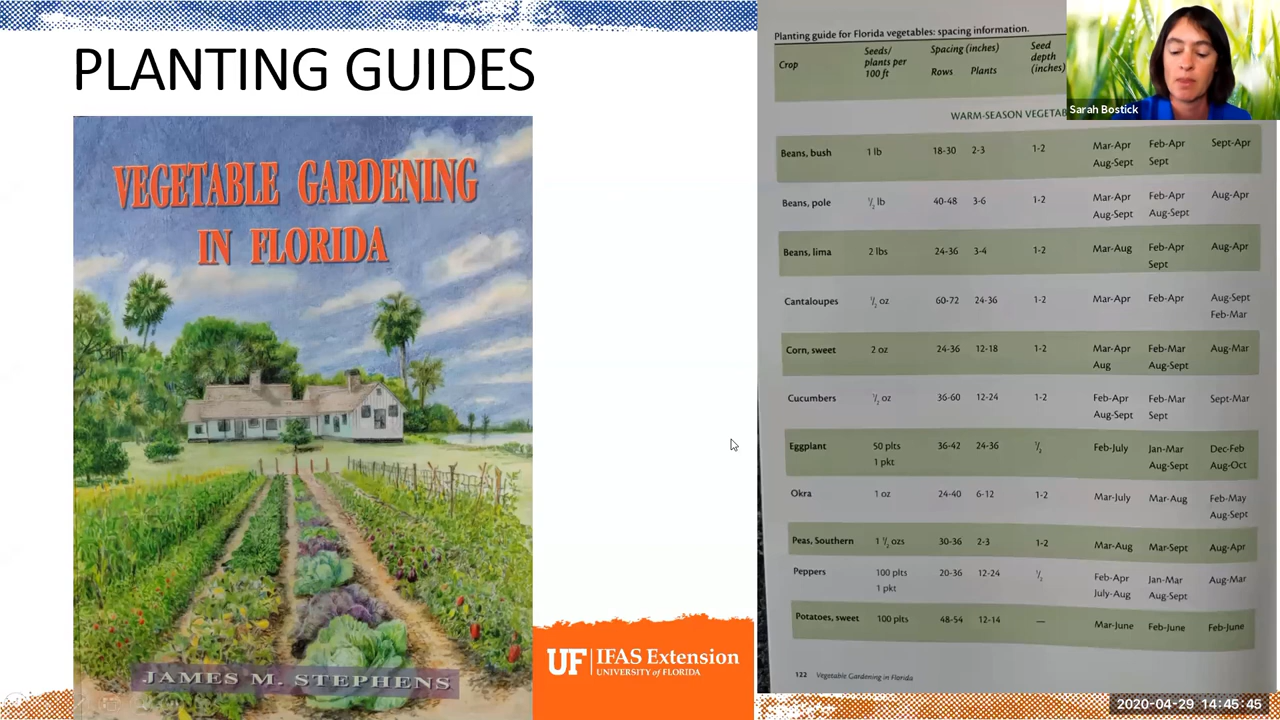 PLANTING GUIDES
VEGETABLE GARDENING
IN FLORIDA
JAMES M. STEPHENS
UF | IFAS Extension
UNIVERSITY of FLORIDA
Planting guide for Florida vegetables: spacing information.
Crop Seeds/ plants per 100 ft Spacing (inches) Rows Plants Seed depth (inches)
WARM-SEASON VEGETAB
Beans, bush 1 lb 18-30 2-3 1-2 Mar-Apr Feb-Apr Sept-Apr
Aug-Sept Sept
Beans, pole 1/2 lb 40-48 3-6 1-2 Mar-Apr Feb-Apr Aug-Apr
Aug-Sept Aug-Sept
Beans, lima 2 lbs 24-36 3-4 1-2 Mar-Aug Feb-Apr Aug-Apr
Sept
Cantaloupes 1/2 oz 60-72 24-36 1-2 Mar-Apr Feb-Apr Aug-Sept
Feb-Mar
Corn, sweet 2 oz 24-36 12-18 1-2 Mar-Apr Feb-Mar Aug-Mar
Aug Aug-Sept
Cucumbers 1/2 oz 36-60 12-24 1-2 Feb-Apr Feb-Mar Sept-Mar
Aug-Sept Sept
Eggplant 50 plts 36-42 24-36 1/2 Feb-July Jan-Mar Dec-Feb
1 pkt Aug-Sept Aug-Oct
Okra 1 oz 24-40 6-12 1-2 Mar-July Mar-Aug Feb-May
Aug-Sept
Peas, Southern 1 1/2 ozs 30-36 2-3 1-2 Mar-Aug Mar-Sept Aug-Apr
Peppers 100 plts 20-36 12-24 1/2 Feb-Apr Jan-Mar Aug-Mar
1 pkt July-Aug Aug-Sept
Potatoes, sweet 100 plts 48-54 12-14 — Mar-June Feb-June Feb-June
122 Vegetable Gardening in Florida
Sarah Bostick
2020-04-29 14:45:45